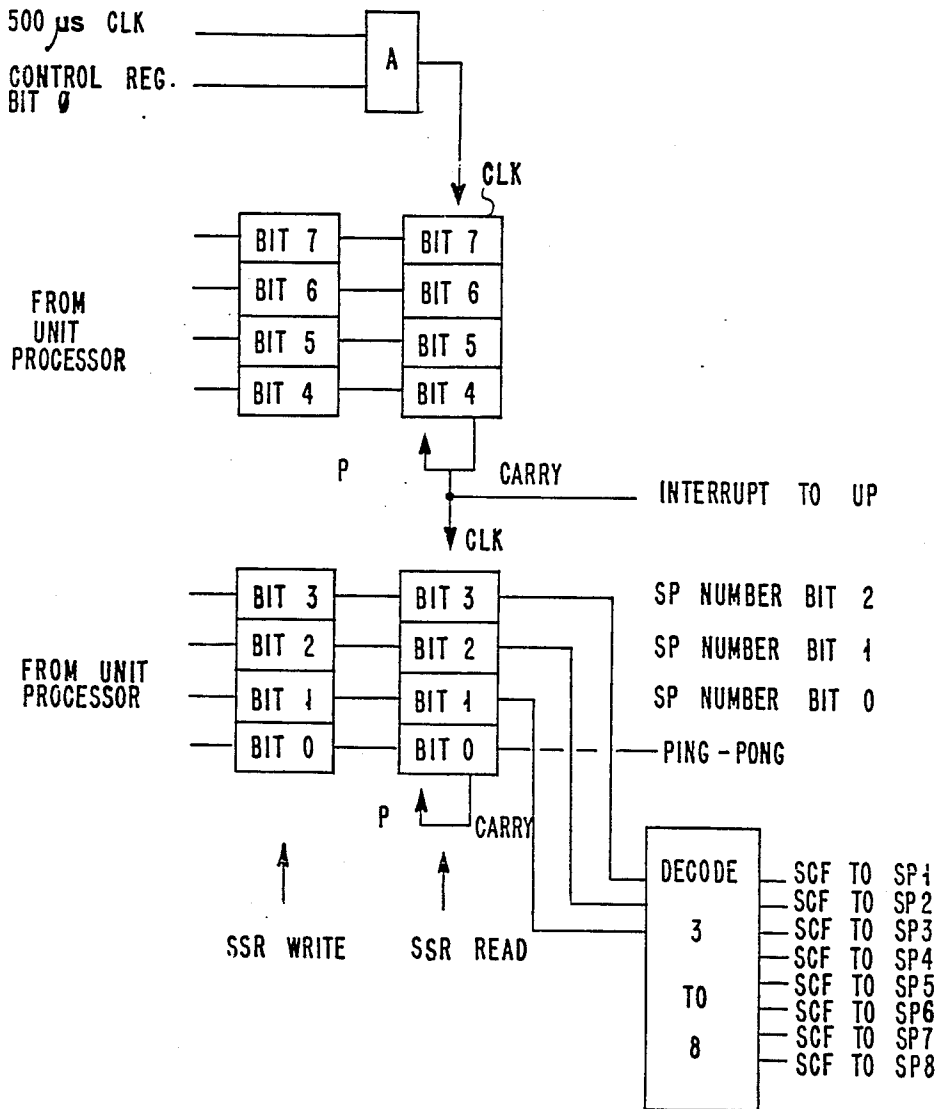 500 µs CLK
CONTROL REG.
BIT 0
A
CLK
BIT 7 BIT 7
BIT 6 BIT 6
BIT 5 BIT 5
BIT 4 BIT 4
FROM
UNIT
PROCESSOR
P
CARRY
INTERRUPT TO UP
CLK
BIT 3 BIT 3
BIT 2 BIT 2
BIT 1 BIT 1
BIT 0 BIT 0
SP NUMBER BIT 2
SP NUMBER BIT 1
SP NUMBER BIT 0
PING-PONG
FROM UNIT
PROCESSOR
P
CARRY
SSR WRITE
SSR READ
DECODE
3
TO
8
SCF TO SP1
SCF TO SP2
SCF TO SP3
SCF TO SP4
SCF TO SP5
SCF TO SP6
SCF TO SP7
SCF TO SP8